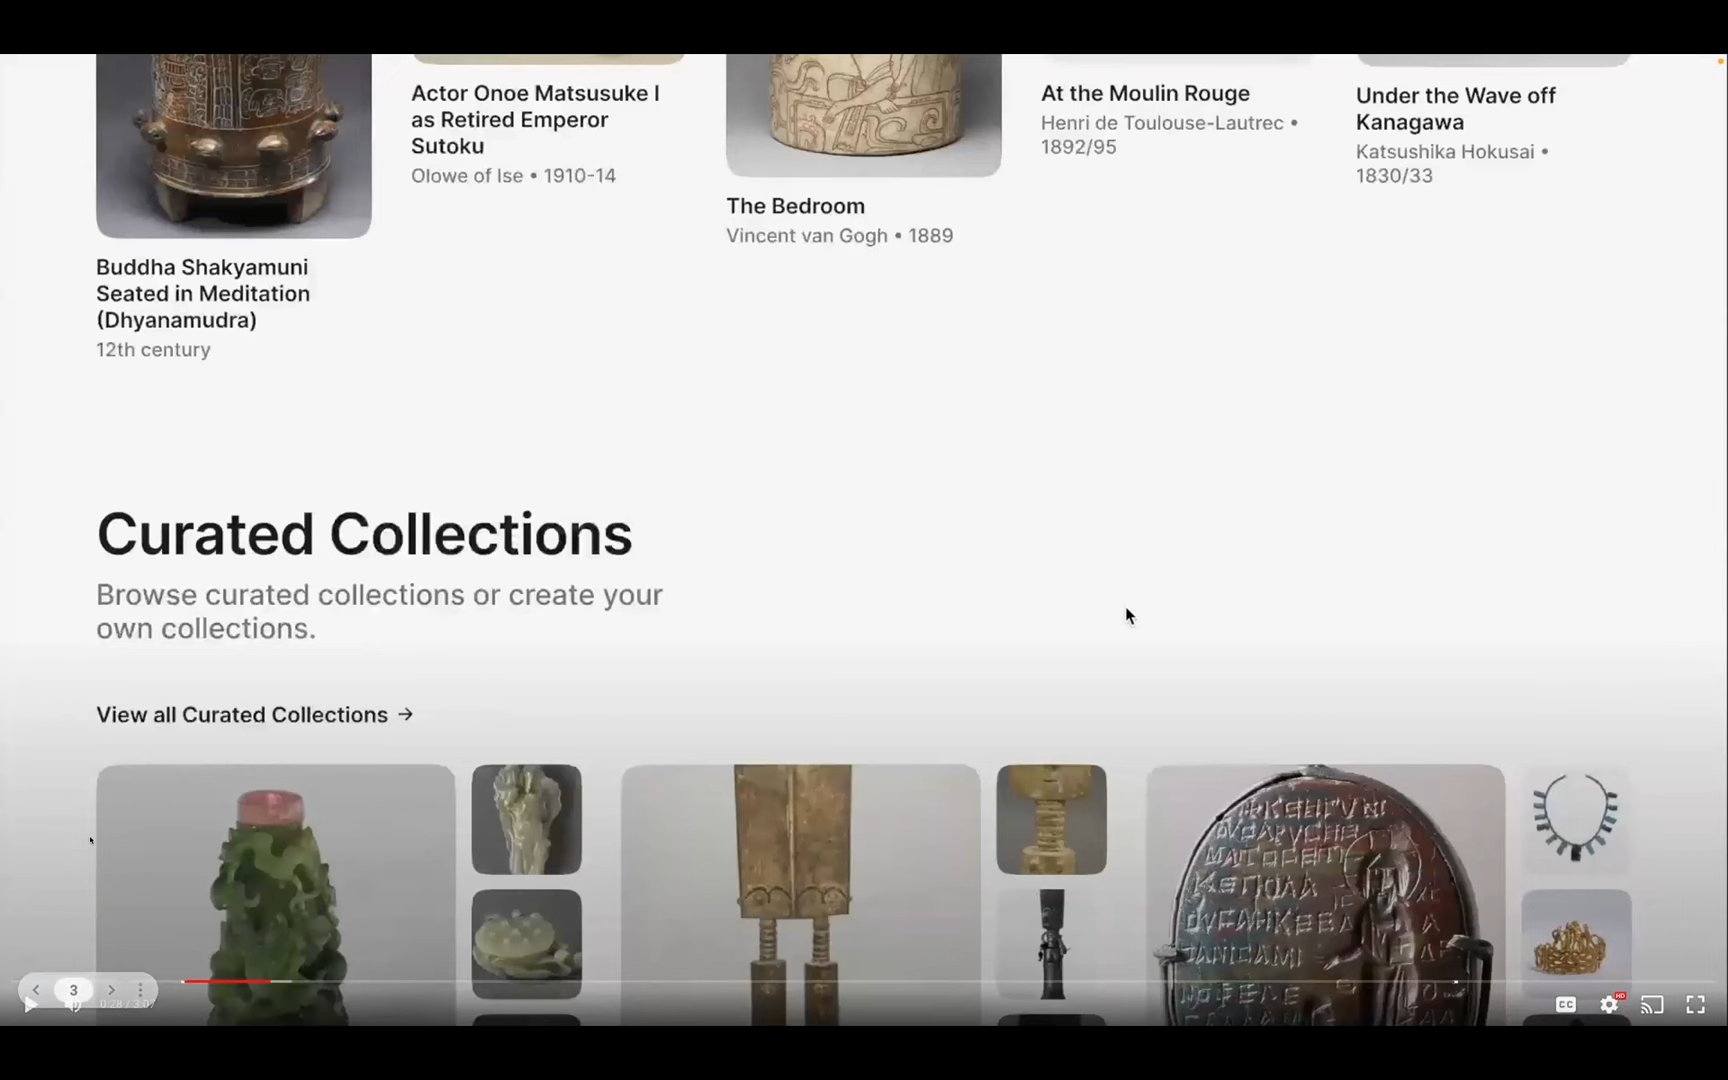 Actor Onoe Matsusuke I
as Retired Emperor
Sutoku
Olowe of Ise • 1910-14
The Bedroom
Vincent van Gogh • 1889
At the Moulin Rouge
Henri de Toulouse-Lautrec •
1892/95
Under the Wave off
Kanagawa
Katsushika Hokusai •
1830/33
Buddha Shakyamuni
Seated in Meditation
(Dhyanamudra)
12th century
Curated Collections
Browse curated collections or create your
own collections.
View all Curated Collections →
3
CC
HD